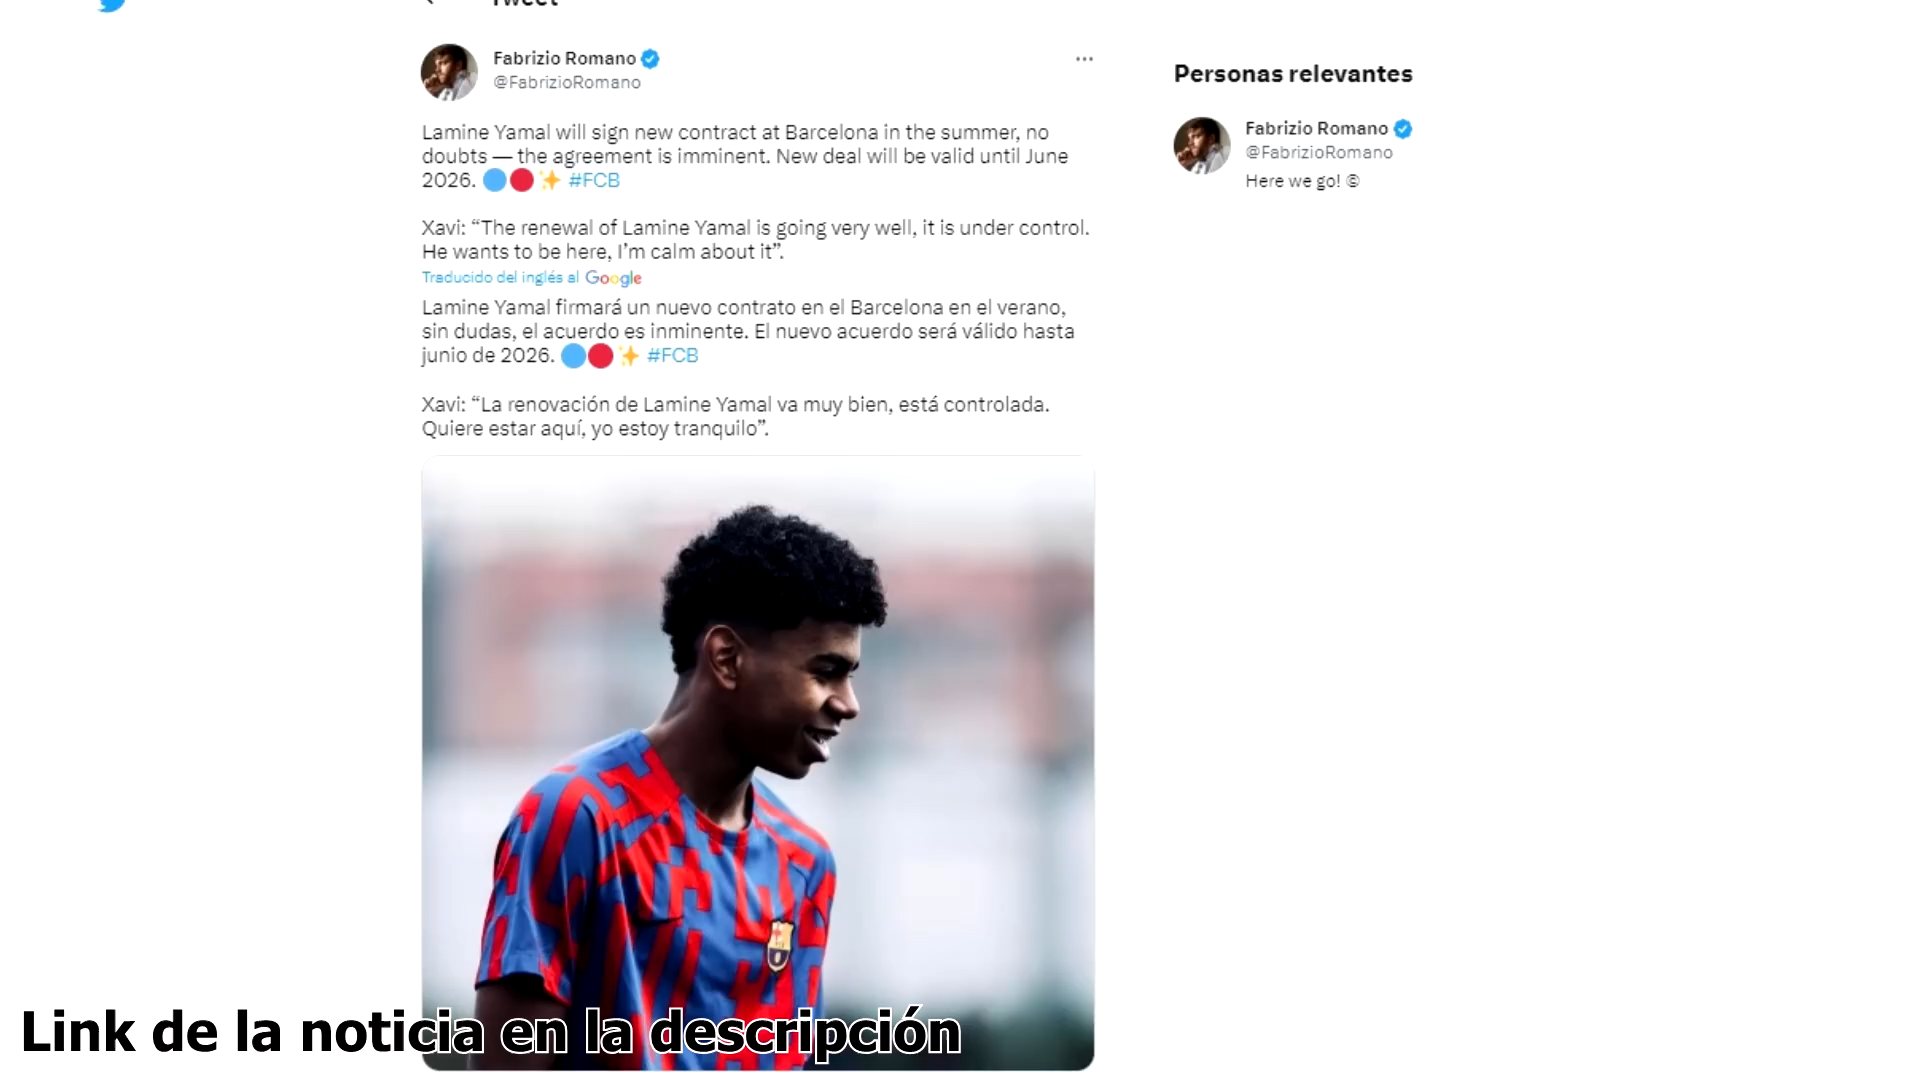 Tweet
Fabrizio Romano
@FabrizioRomano
Lamine Yamal will sign new contract at Barcelona in the summer, no
doubts — the agreement is imminent. New deal will be valid until June
2026. 🔵🔴✨ #FCB
Xavi: “The renewal of Lamine Yamal is going very well, it is under control.
He wants to be here, I’m calm about it”.
Traducido del inglés al Google
Lamine Yamal firmará un nuevo contrato en el Barcelona en el verano,
sin dudas, el acuerdo es inminente. El nuevo acuerdo será válido hasta
junio de 2026. 🔵🔴✨ #FCB
Xavi: “La renovación de Lamine Yamal va muy bien, está controlada.
Quiere estar aquí, yo estoy tranquilo”.
Personas relevantes
Fabrizio Romano
@FabrizioRomano
Here we go! ©
Link de la noticia en la descripción